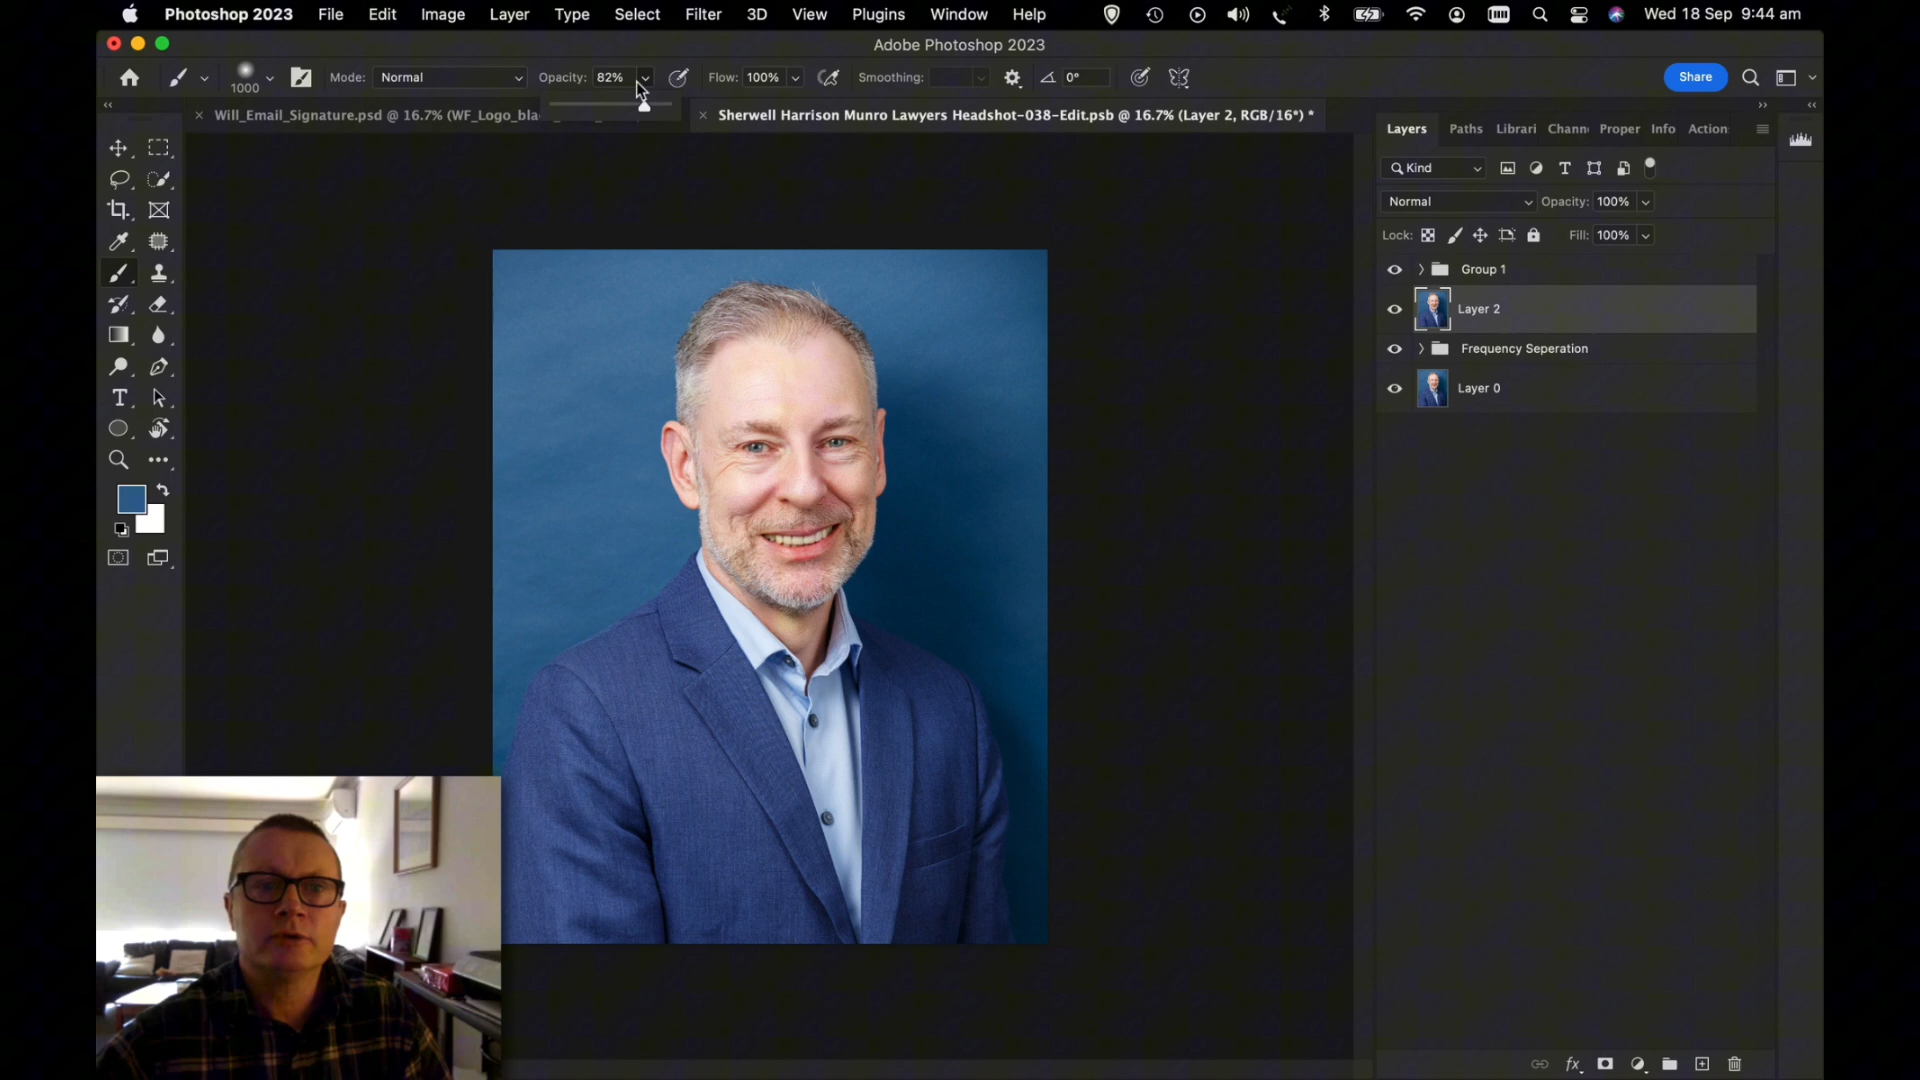 Photoshop 2023 File Edit Image Layer Type Select Filter 3D View Plugins Window Help Wed 18 Sep 9:44 am
Adobe Photoshop 2023
1000 Mode: Normal Opacity: 82% Flow: 100% Smoothing: 0° Share
Will_Email_Signature.psd @ 16.7% (WF_Logo_bla
Sherwell Harrison Munro Lawyers Headshot-038-Edit.psb @ 16.7% (Layer 2, RGB/16*) *
Layers Paths Librari Chann Proper Info Action
Kind
Normal Opacity: 100%
Lock: Fill: 100%
Group 1
Layer 2
Frequency Seperation
Layer 0
fx